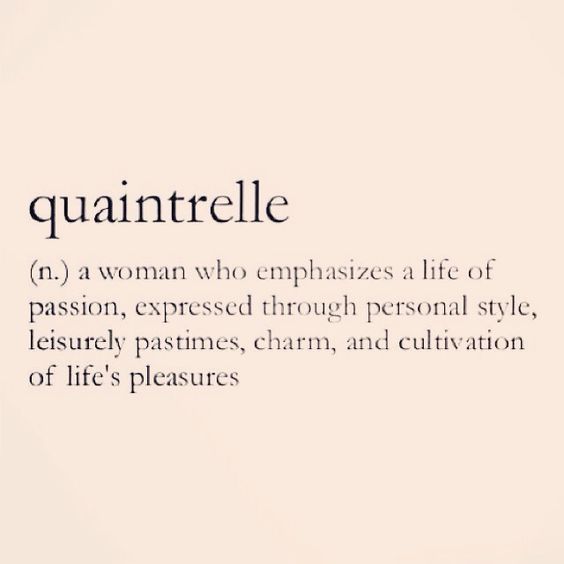 quaintrelle
(n.) a woman who emphasizes a life of
passion, expressed through personal style,
leisurely pastimes, charm, and cultivation
of life's pleasures